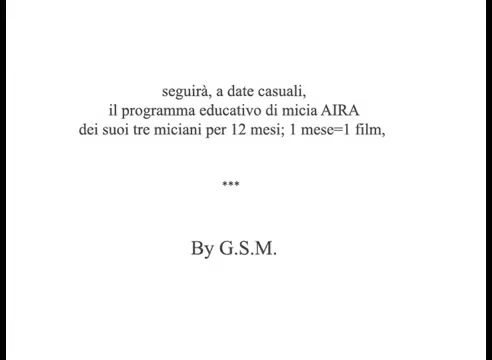 seguirà, a date casuali,
il programma educativo di micia AIRA
dei suoi tre miciani per 12 mesi; 1 mese=1 film,
***
By G.S.M.